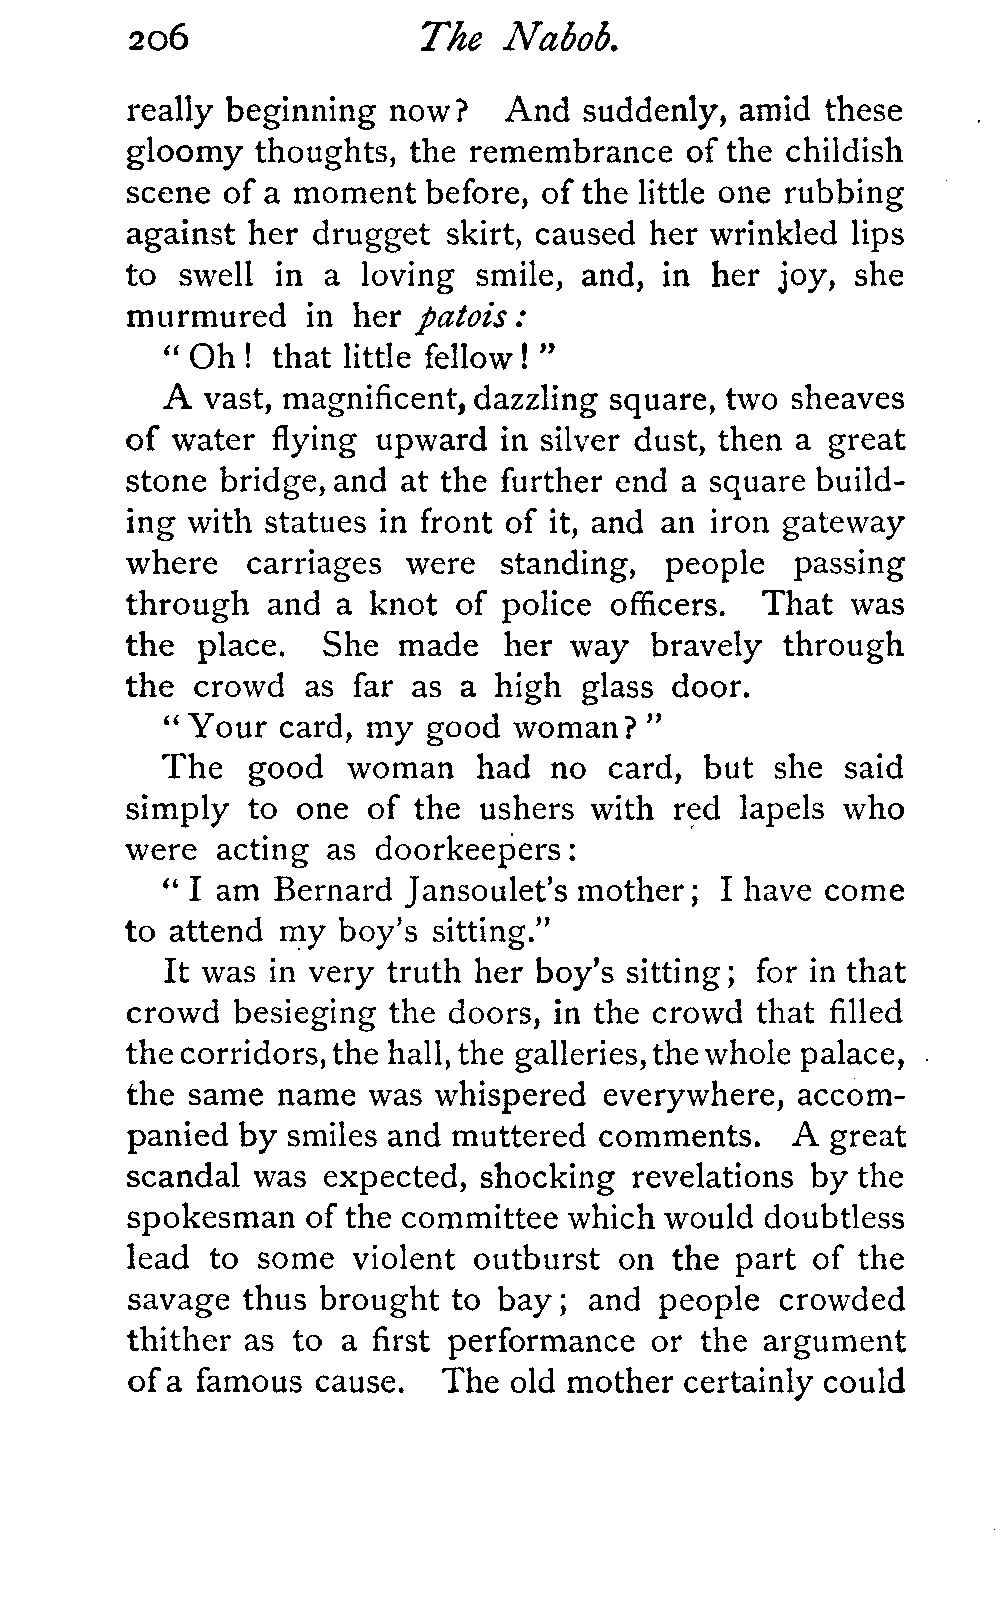 206 The Nabob.
really beginning now? And suddenly, amid these
gloomy thoughts, the remembrance of the childish
scene of a moment before, of the little one rubbing
against her drugget skirt, caused her wrinkled lips
to swell in a loving smile, and, in her joy, she
murmured in her patois:
"Oh! that little fellow!"
A vast, magnificent, dazzling square, two sheaves
of water flying upward in silver dust, then a great
stone bridge, and at the further end a square build-
ing with statues in front of it, and an iron gateway
where carriages were standing, people passing
through and a knot of police officers. That was
the place. She made her way bravely through
the crowd as far as a high glass door.
"Your card, my good woman?"
The good woman had no card, but she said
simply to one of the ushers with red lapels who
were acting as doorkeepers:
"I am Bernard Jansoulet's mother; I have come
to attend my boy's sitting."
It was in very truth her boy's sitting; for in that
crowd besieging the doors, in the crowd that filled
the corridors, the hall, the galleries, the whole palace,
the same name was whispered everywhere, accom-
panied by smiles and muttered comments. A great
scandal was expected, shocking revelations by the
spokesman of the committee which would doubtless
lead to some violent outburst on the part of the
savage thus brought to bay; and people crowded
thither as to a first performance or the argument
of a famous cause. The old mother certainly could